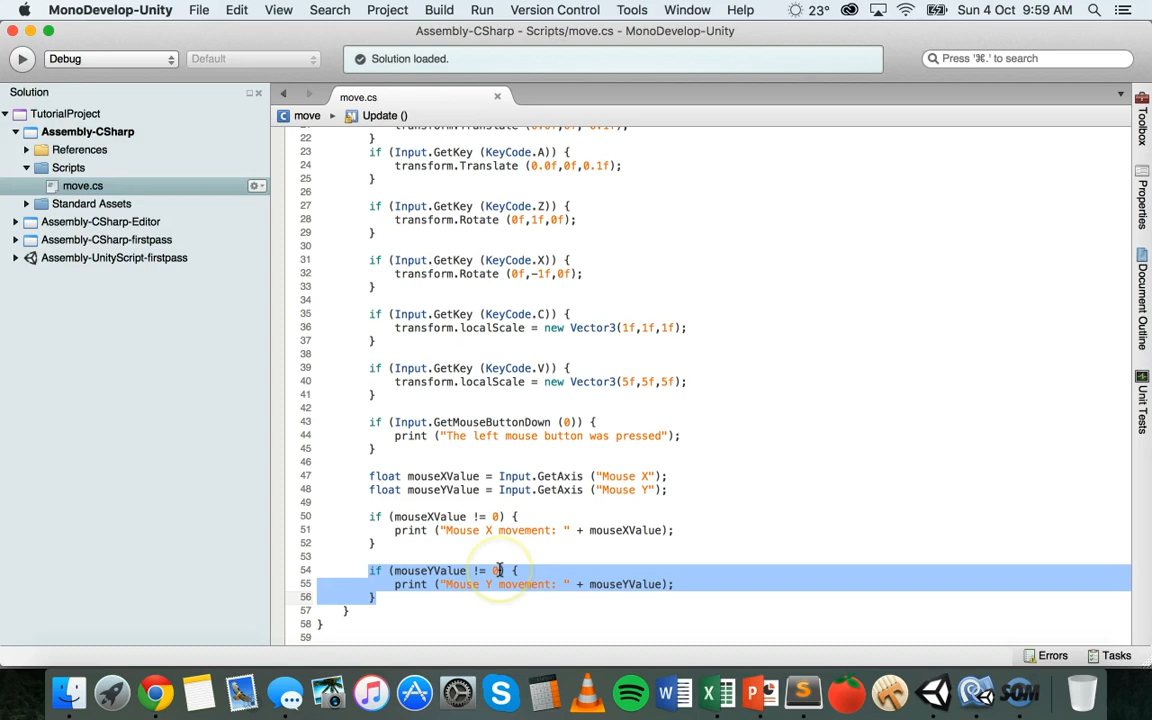 MonoDevelop-Unity File Edit View Search Project Build Run Version Control Tools Window Help 23° Sun 4 Oct 9:59 AM
Assembly-CSharp - Scripts/move.cs - MonoDevelop-Unity
Debug Default Solution loaded. Press '⌘.' to search
Solution
TutorialProject
Assembly-CSharp
References
Scripts
move.cs
Standard Assets
Assembly-CSharp-Editor
Assembly-CSharp-firstpass
Assembly-UnityScript-firstpass
move.cs
move Update ()
22 }
23 if (Input.GetKey (KeyCode.A)) {
24 transform.Translate (0.0f,0f,0.1f);
25 }
26
27 if (Input.GetKey (KeyCode.Z)) {
28 transform.Rotate (0f,1f,0f);
29 }
30
31 if (Input.GetKey (KeyCode.X)) {
32 transform.Rotate (0f,-1f,0f);
33 }
34
35 if (Input.GetKey (KeyCode.C)) {
36 transform.localScale = new Vector3(1f,1f,1f);
37 }
38
39 if (Input.GetKey (KeyCode.V)) {
40 transform.localScale = new Vector3(5f,5f,5f);
41 }
42
43 if (Input.GetMouseButtonDown (0)) {
44 print ("The left mouse button was pressed");
45 }
46
47 float mouseXValue = Input.GetAxis ("Mouse X");
48 float mouseYValue = Input.GetAxis ("Mouse Y");
49
50 if (mouseXValue != 0) {
51 print ("Mouse X movement: " + mouseXValue);
52 }
53
54 if (mouseYValue != 0) {
55 print ("Mouse Y movement: " + mouseYValue);
56 }
57 }
58 }
59
Toolbox
Properties
Document Outline
Unit Tests
Errors Tasks
SOM